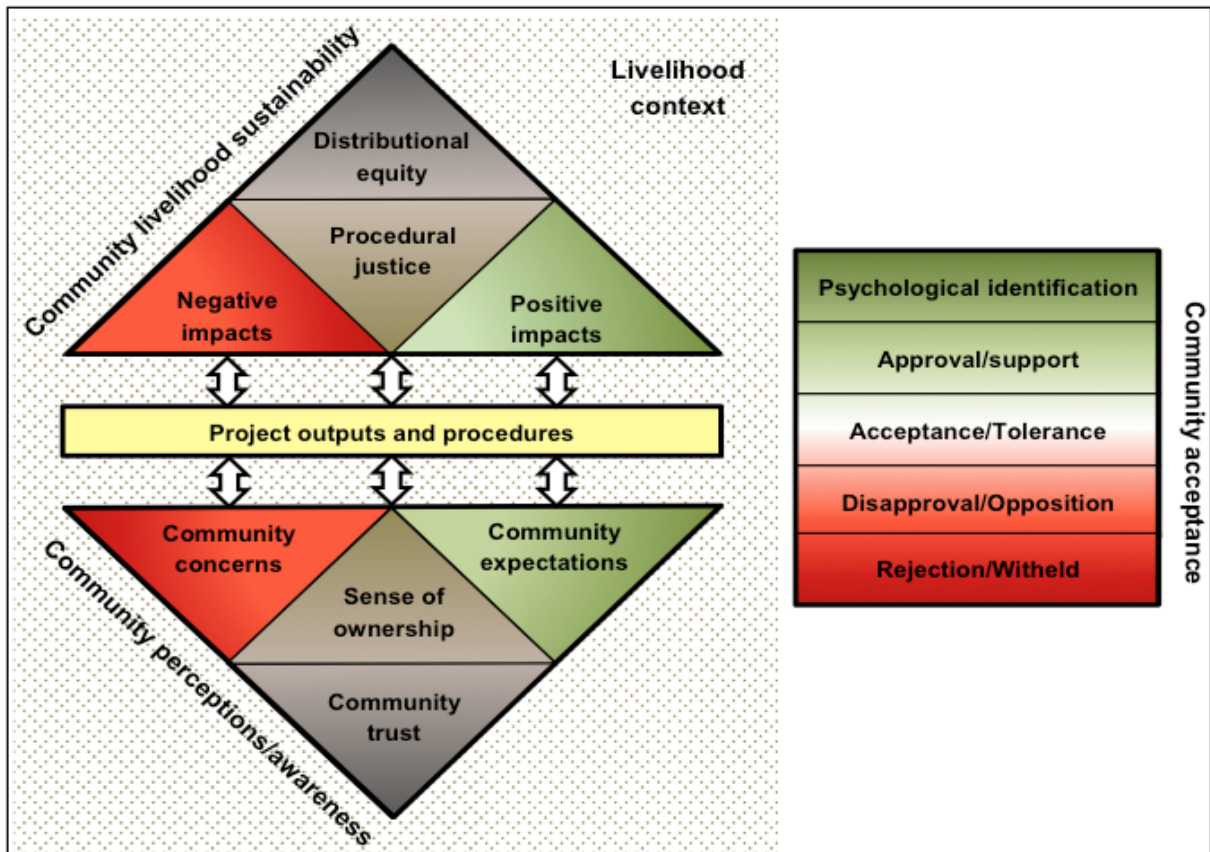 Livelihood
context
Community livelihood sustainability
Distributional
equity
Procedural
justice
Negative
impacts
Positive
impacts
Project outputs and procedures
Community
concerns
Community
expectations
Sense of
ownership
Community
trust
Community perceptions/awareness
Psychological identification
Approval/support
Acceptance/Tolerance
Disapproval/Opposition
Rejection/Witheld
Community acceptance